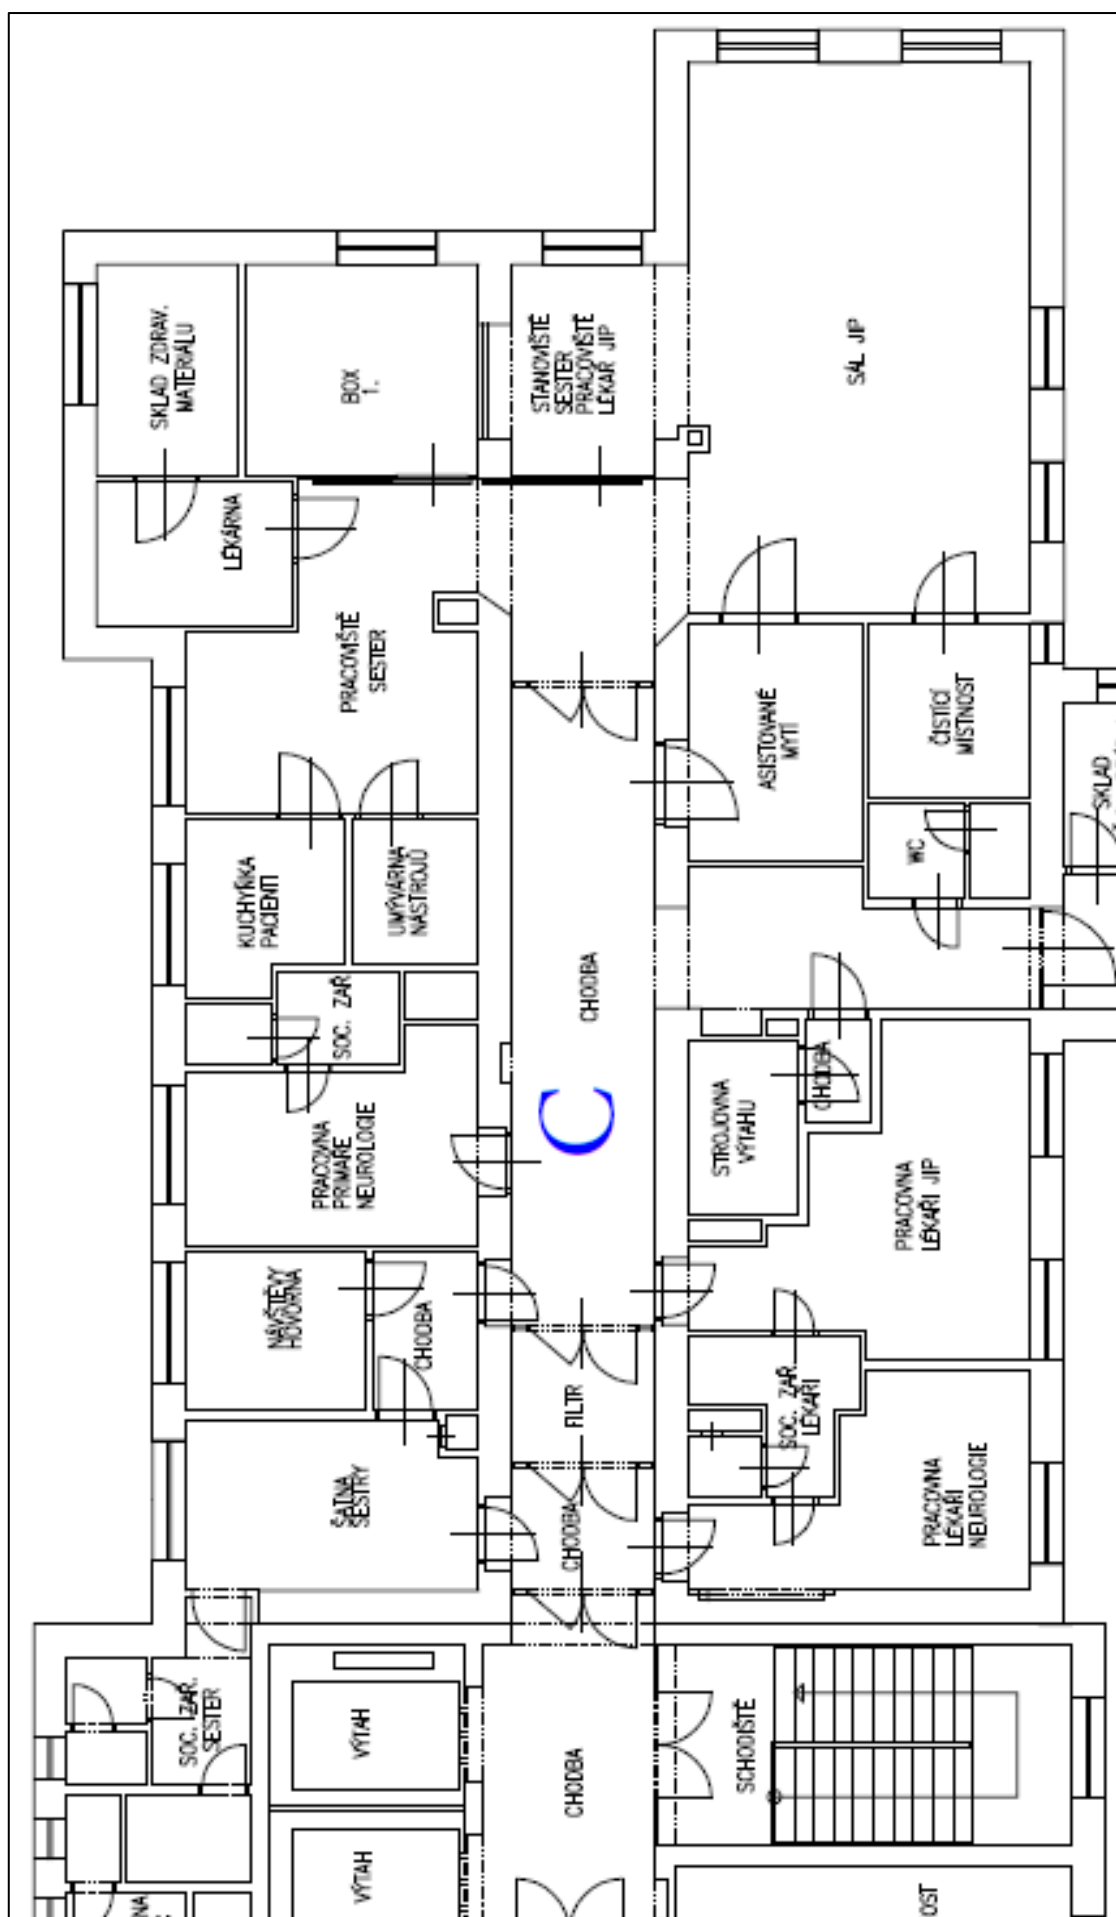 SKLAD ZDRAV.
MATERIÁLU
BOX
1.
STANOVIŠTĚ
SESTER
PRACOVIŠTĚ
LÉKAŘ JIP
SÁL JIP
LÉKÁRNA
PRACOVIŠTĚ
SESTER
ASISTOVANÉ
MYTÍ
ČISTÍCÍ
MÍSTNOST
SKLAD
KUCHYŇKA
PACIENTI
UMÝVÁRNA
NÁSTROJŮ
WC
CHODBA
SOC. ZAŘ.
CHODBA
C
STROJOVNA
VÝTAHU
PRACOVNA
PRIMÁŘE
NEUROLOGIE
PRACOVNA
LÉKAŘI JIP
NÁVŠTĚVY
HOVORNA
CHODBA
FILTR
SOC. ZAŘ.
LÉKAŘI
ŠATNA
SESTRY
CHODBA
PRACOVNA
LÉKAŘI
NEUROLOGIE
SOC. ZAŘ.
SESTER
VÝTAH
CHODBA
SCHODIŠTĚ
VÝTAH
NA
OST